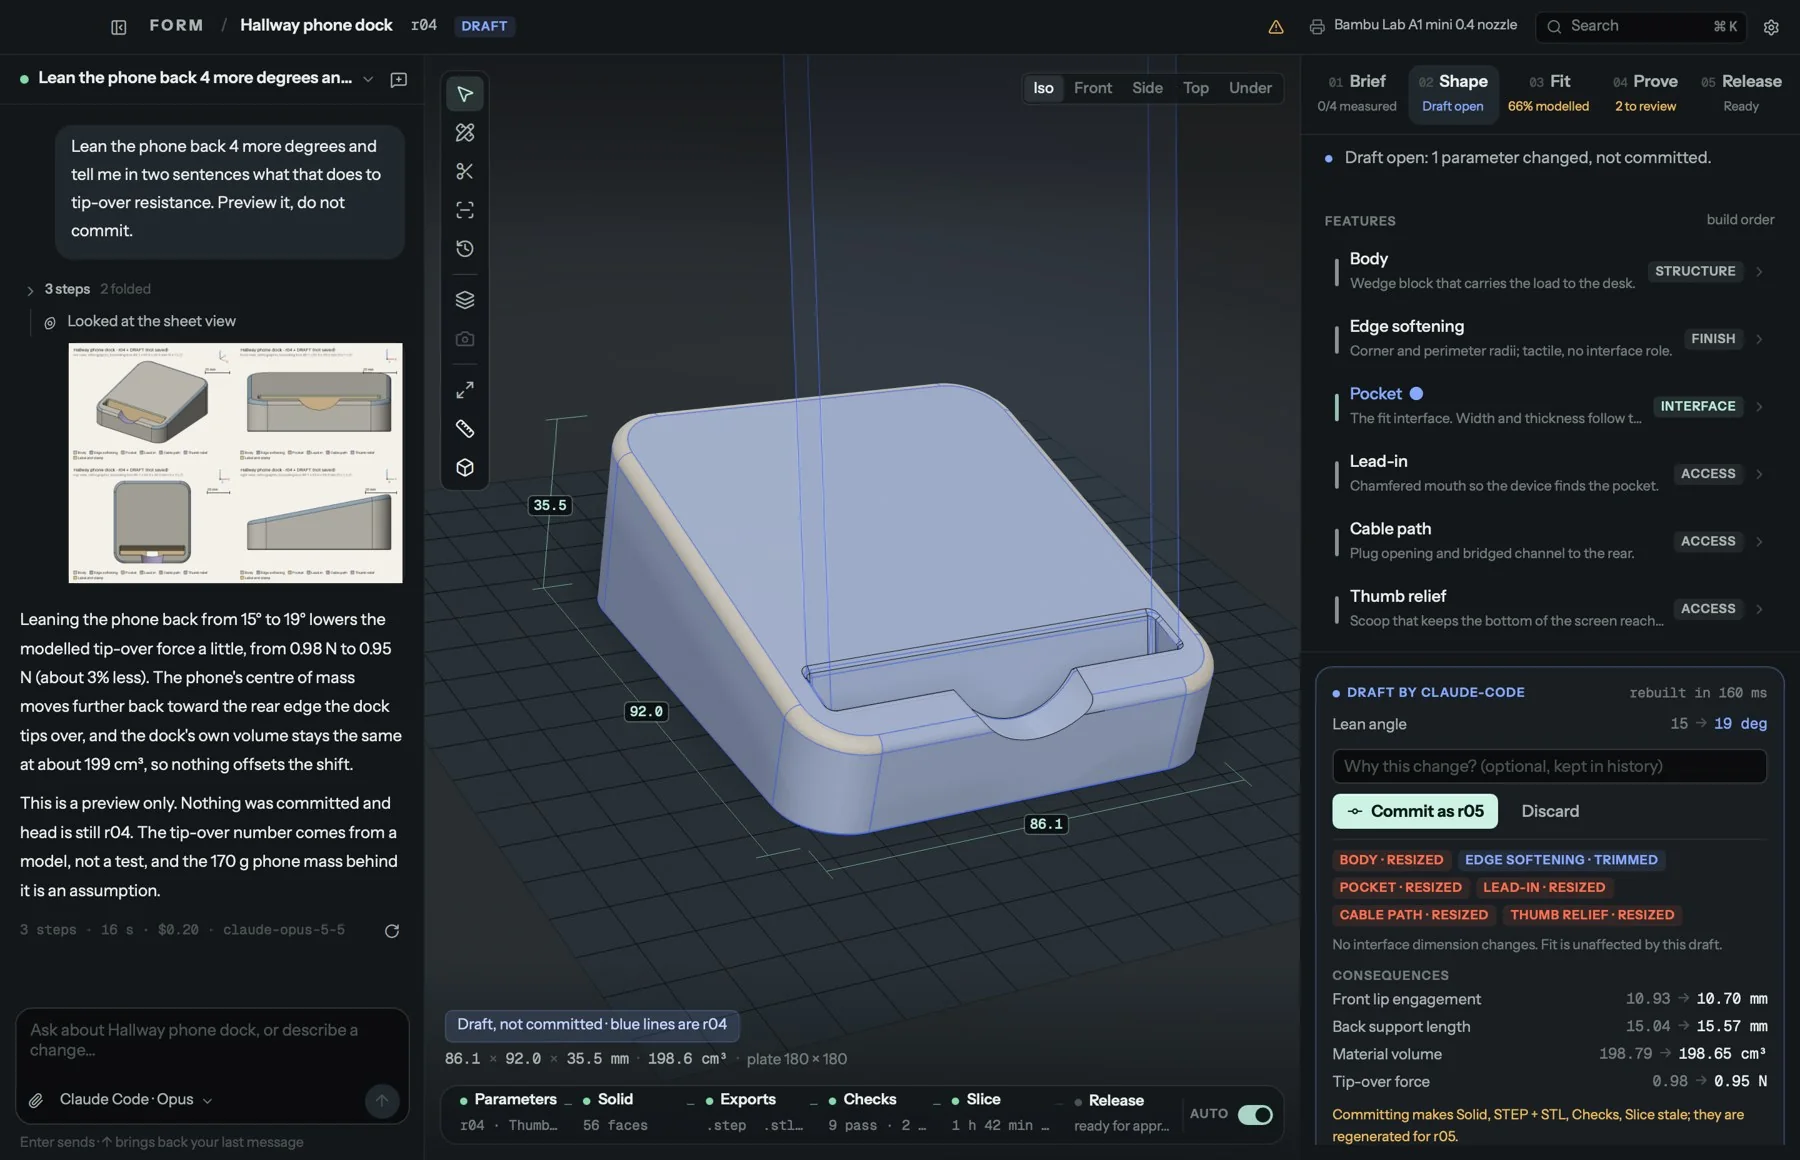 FORM / Hallway phone dock r04 DRAFT
Bambu Lab A1 mini 0.4 nozzle
Search ⌘ K
Lean the phone back 4 more degrees an...
Lean the phone back 4 more degrees and
tell me in two sentences what that does to
tip-over resistance. Preview it, do not
commit.
3 steps 2 folded
Looked at the sheet view
Leaning the phone back from 15° to 19° lowers the
modelled tip-over force a little, from 0.98 N to 0.95
N (about 3% less). The phone's centre of mass
moves further back toward the rear edge the dock
tips over, and the dock's own volume stays the same
at about 199 cm³, so nothing offsets the shift.
This is a preview only. Nothing was committed and
head is still r04. The tip-over number comes from a
model, not a test, and the 170 g phone mass behind
it is an assumption.
3 steps · 16 s · $0.20 · claude-opus-5-5
Ask about Hallway phone dock, or describe a
change...
Claude Code · Opus
Enter sends · ↑ brings back your last message
Iso Front Side Top Under
35.5
92.0
86.1
Draft, not committed · blue lines are r04
86.1 × 92.0 × 35.5 mm · 198.6 cm³ · plate 180 × 180
Parameters
r04 · Thumb...
Solid
56 faces
Exports
.step .stl...
Checks
9 pass · 2 ...
Slice
1 h 42 min ...
Release
ready for appr...
AUTO
01 Brief
0/4 measured
02 Shape
Draft open
03 Fit
66% modelled
04 Prove
2 to review
05 Release
Ready
Draft open: 1 parameter changed, not committed.
FEATURES build order
Body
Wedge block that carries the load to the desk.
STRUCTURE
Edge softening
Corner and perimeter radii; tactile, no interface role.
FINISH
Pocket
The fit interface. Width and thickness follow t...
INTERFACE
Lead-in
Chamfered mouth so the device finds the pocket.
ACCESS
Cable path
Plug opening and bridged channel to the rear.
ACCESS
Thumb relief
Scoop that keeps the bottom of the screen reach...
ACCESS
DRAFT BY CLAUDE-CODE rebuilt in 160 ms
Lean angle 15 → 19 deg
Why this change? (optional, kept in history)
Commit as r05 Discard
BODY · RESIZED EDGE SOFTENING · TRIMMED
POCKET · RESIZED LEAD-IN · RESIZED
CABLE PATH · RESIZED THUMB RELIEF · RESIZED
No interface dimension changes. Fit is unaffected by this draft.
CONSEQUENCES
Front lip engagement 10.93 → 10.70 mm
Back support length 15.04 → 15.57 mm
Material volume 198.79 → 198.65 cm³
Tip-over force 0.98 → 0.95 N
Committing makes Solid, STEP + STL, Checks, Slice stale; they are
regenerated for r05.